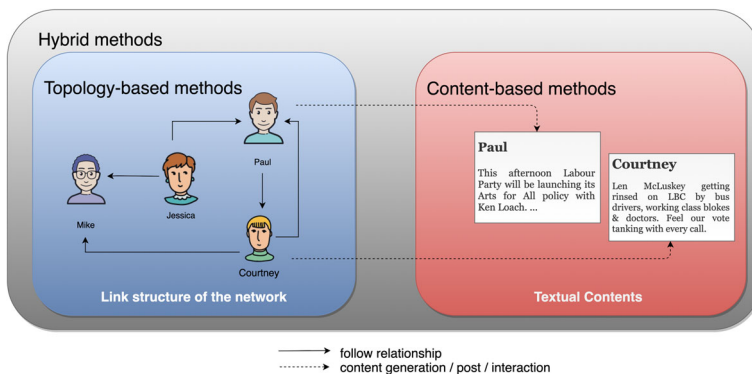 Hybrid methods
Topology-based methods
Paul
Mike
Jessica
Courtney
Link structure of the network
Content-based methods
Paul
This afternoon Labour
Party will be launching its
Arts for All policy with
Ken Loach. ...
Courtney
Len McLuskey getting
rinsed on LBC by bus
drivers, working class blokes
& doctors. Feel our vote
tanking with every call.
Textual Contents
follow relationship
content generation / post / interaction